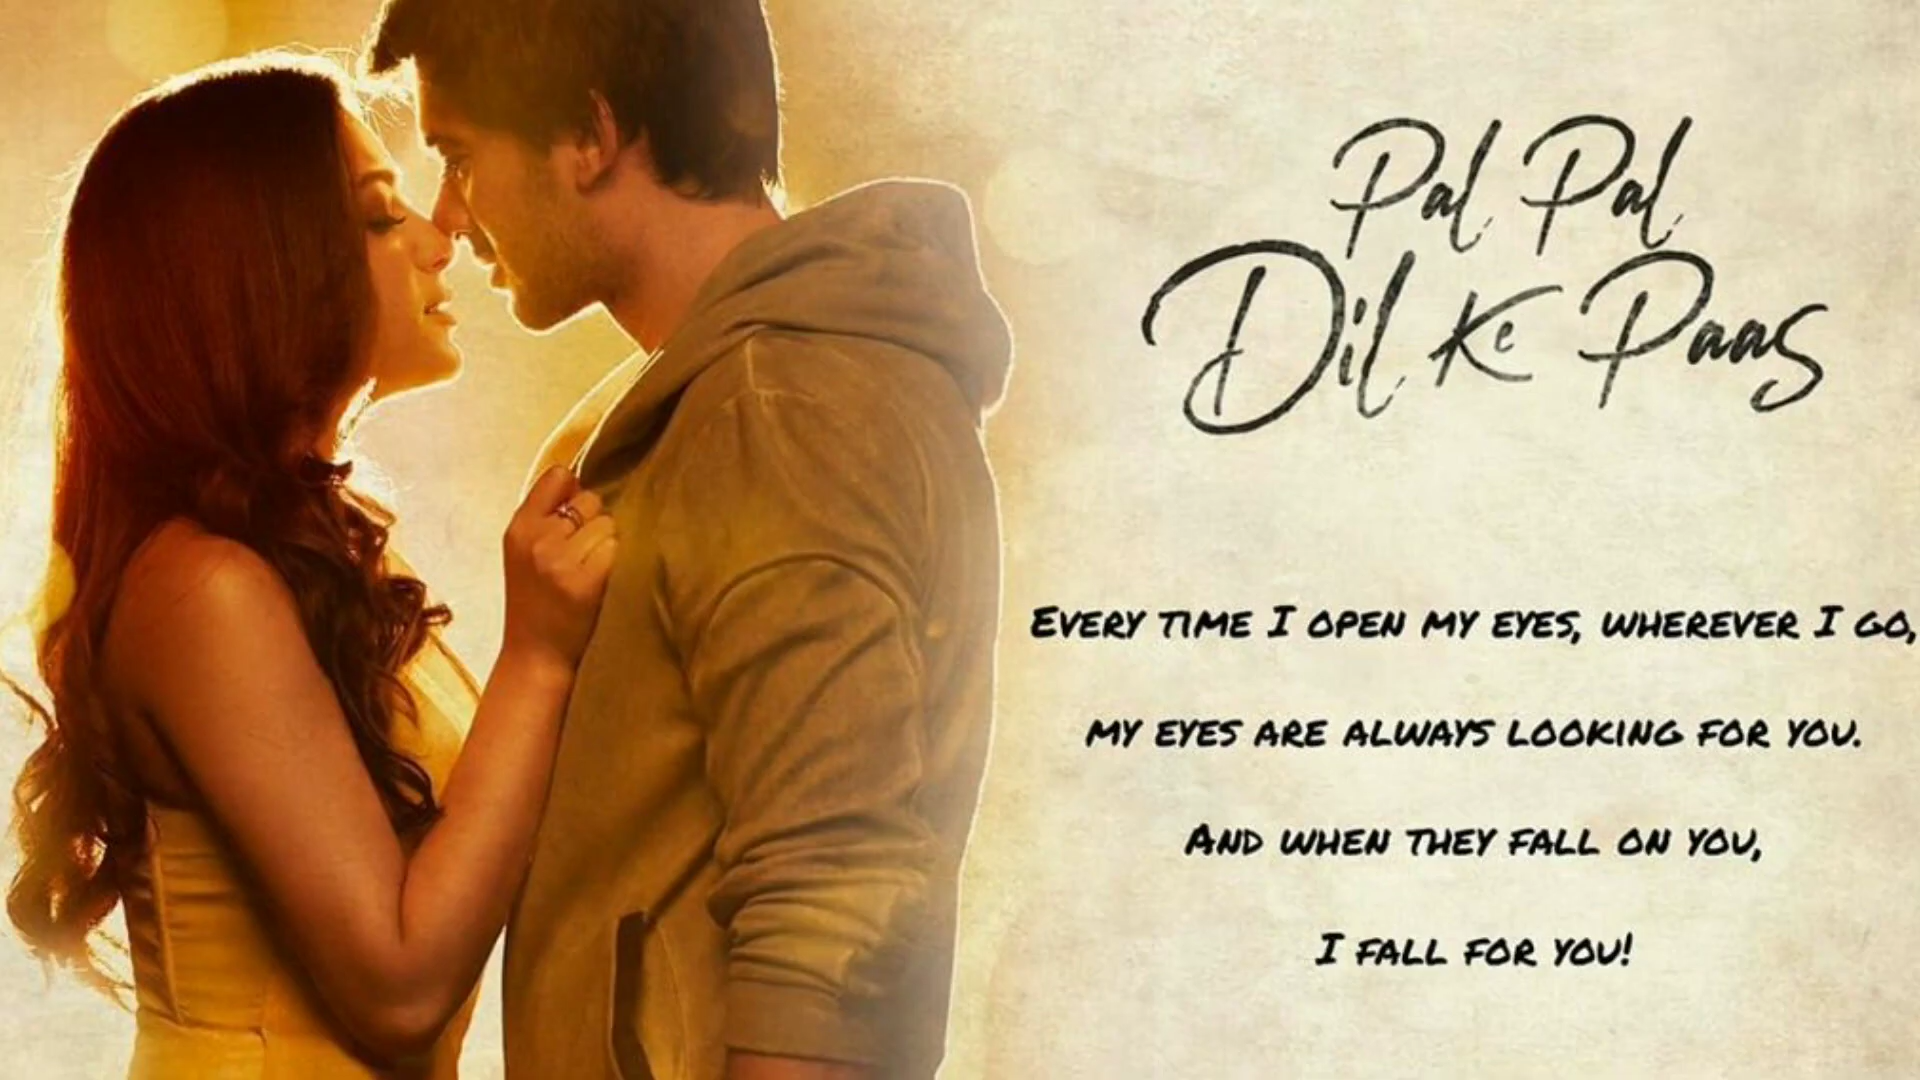 Pal Pal
Dil Ke Paas
EVERY TIME I OPEN MY EYES, WHEREVER I GO,
MY EYES ARE ALWAYS LOOKING FOR YOU.
AND WHEN THEY FALL ON YOU,
I FALL FOR YOU!